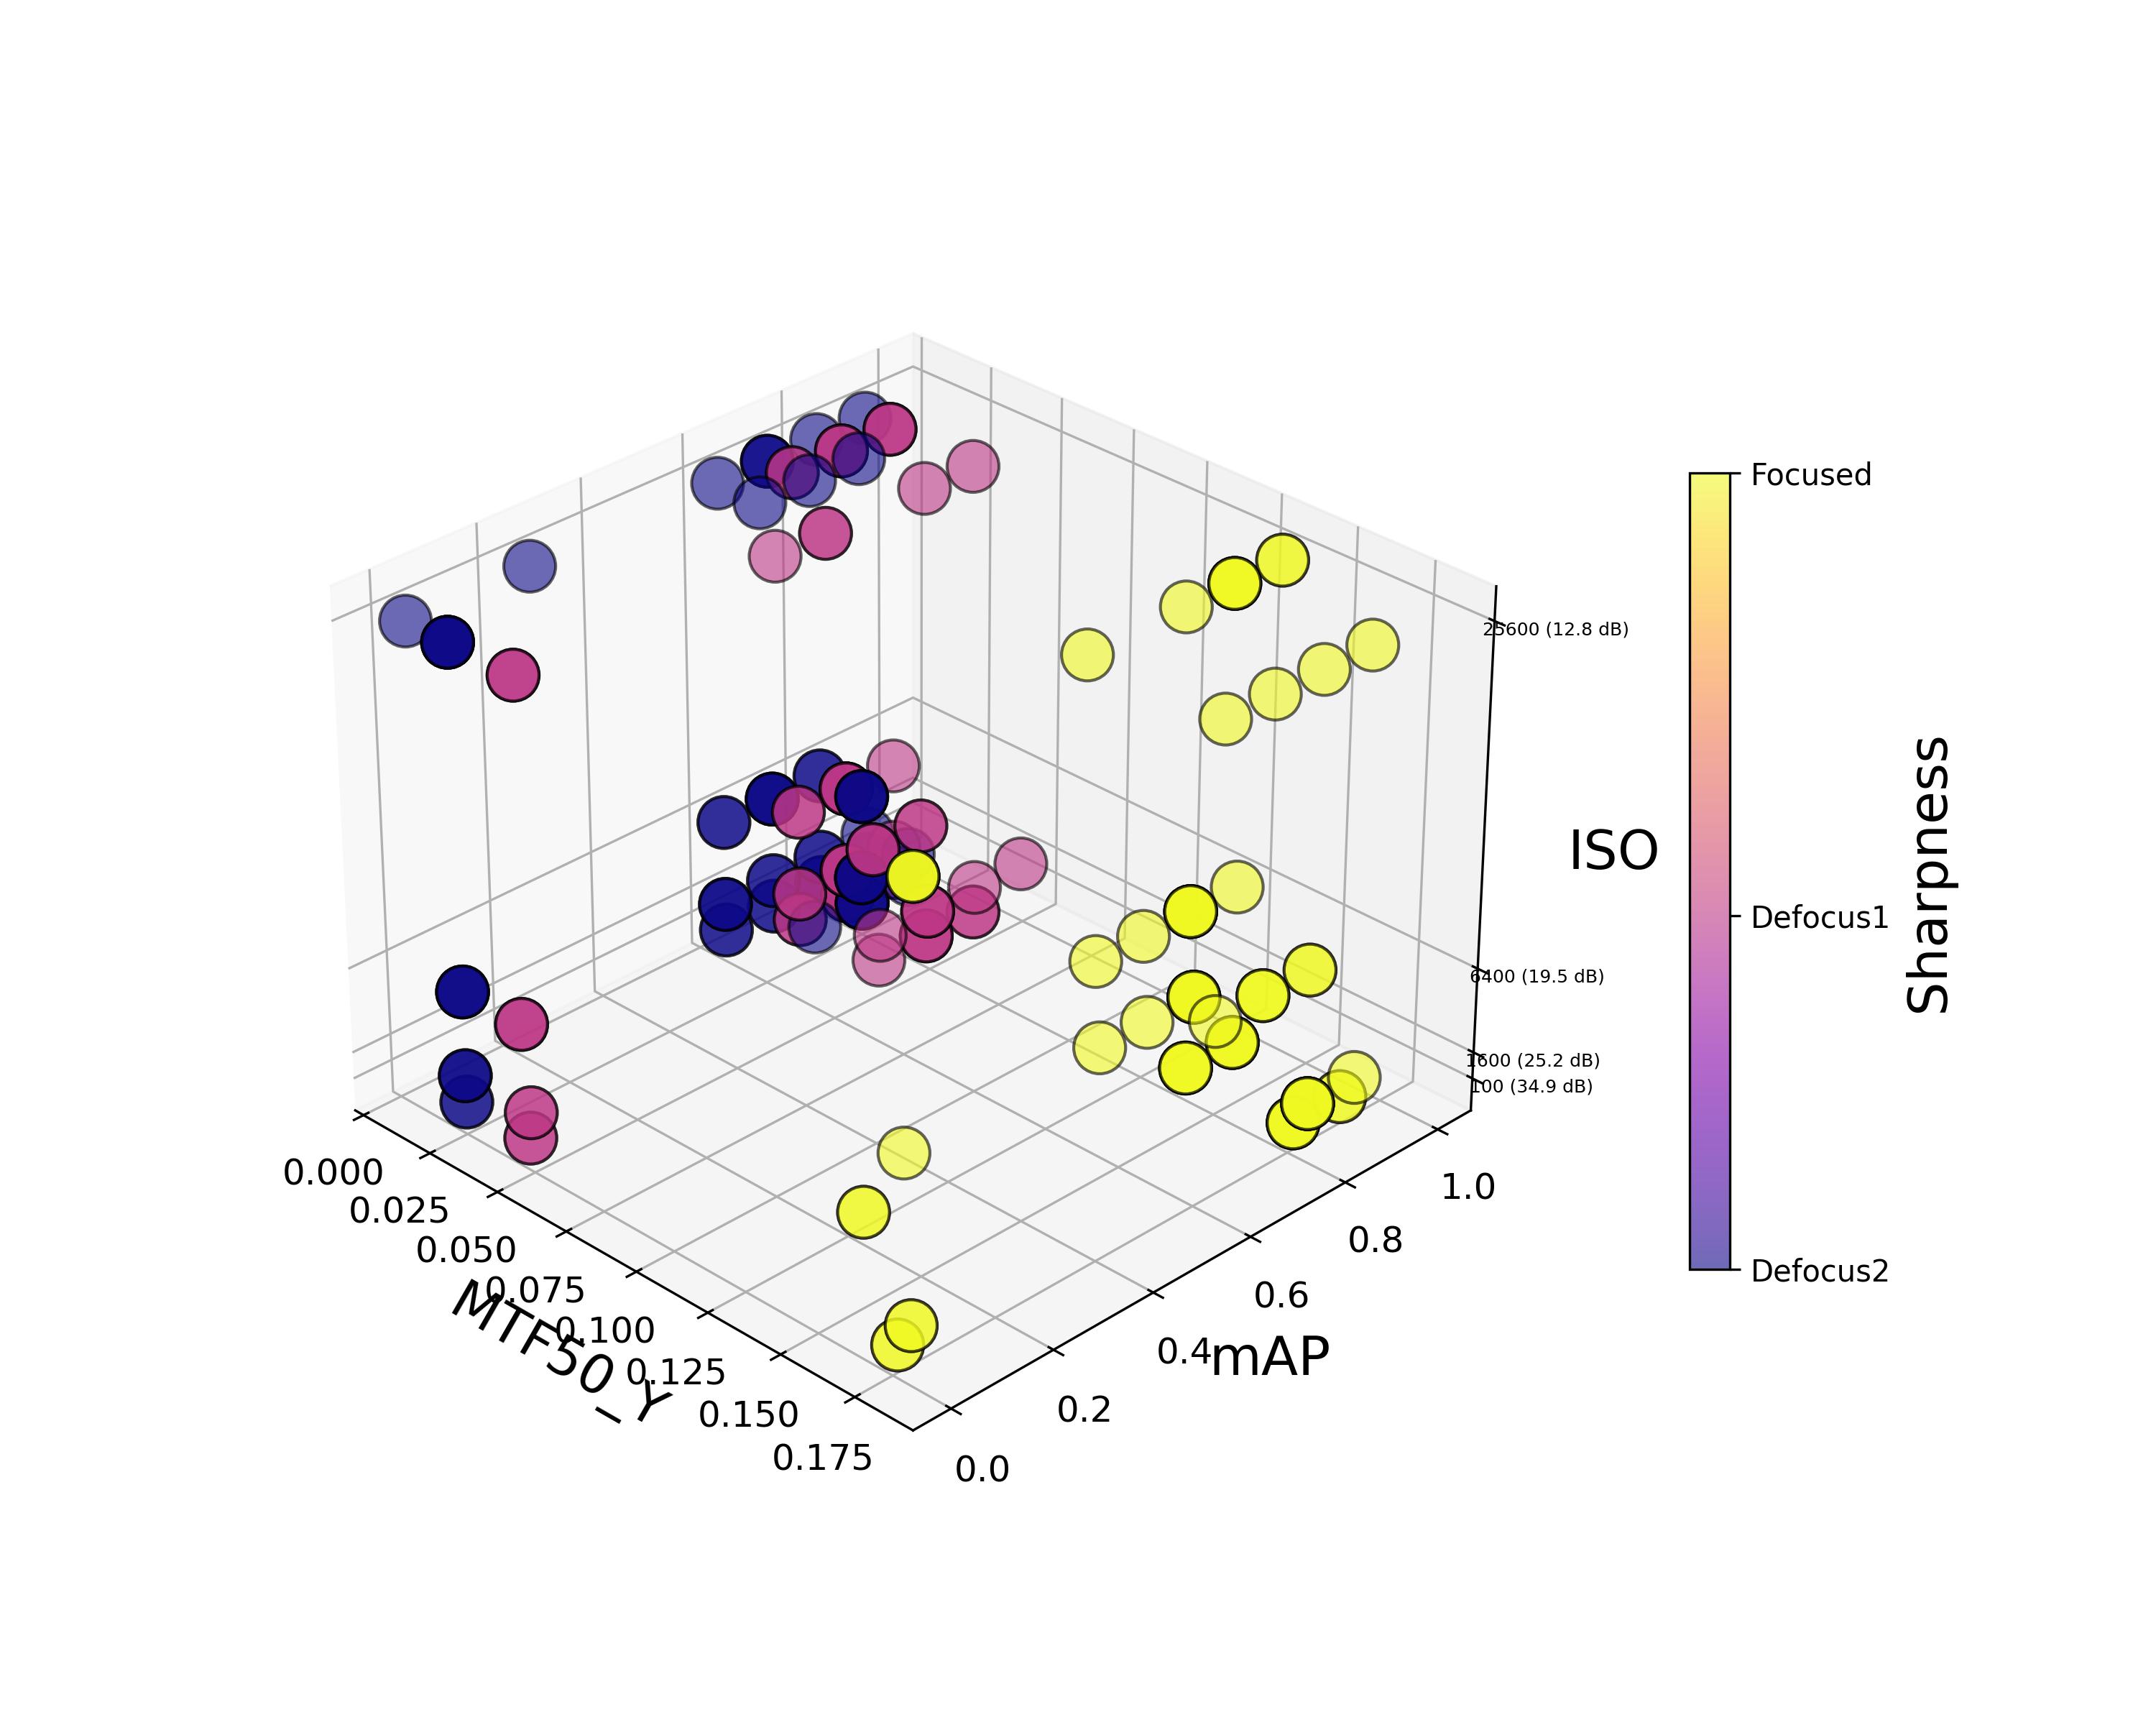 25600 (12.8 dB)
6400 (19.5 dB)
1600 (25.2 dB)
100 (34.9 dB)
ISO
0.000
0.025
0.050
0.075
0.100
0.125
0.150
0.175
MTF50_Y
0.0
0.2
0.4
0.6
0.8
1.0
mAP
Focused
Defocus1
Defocus2
Sharpness